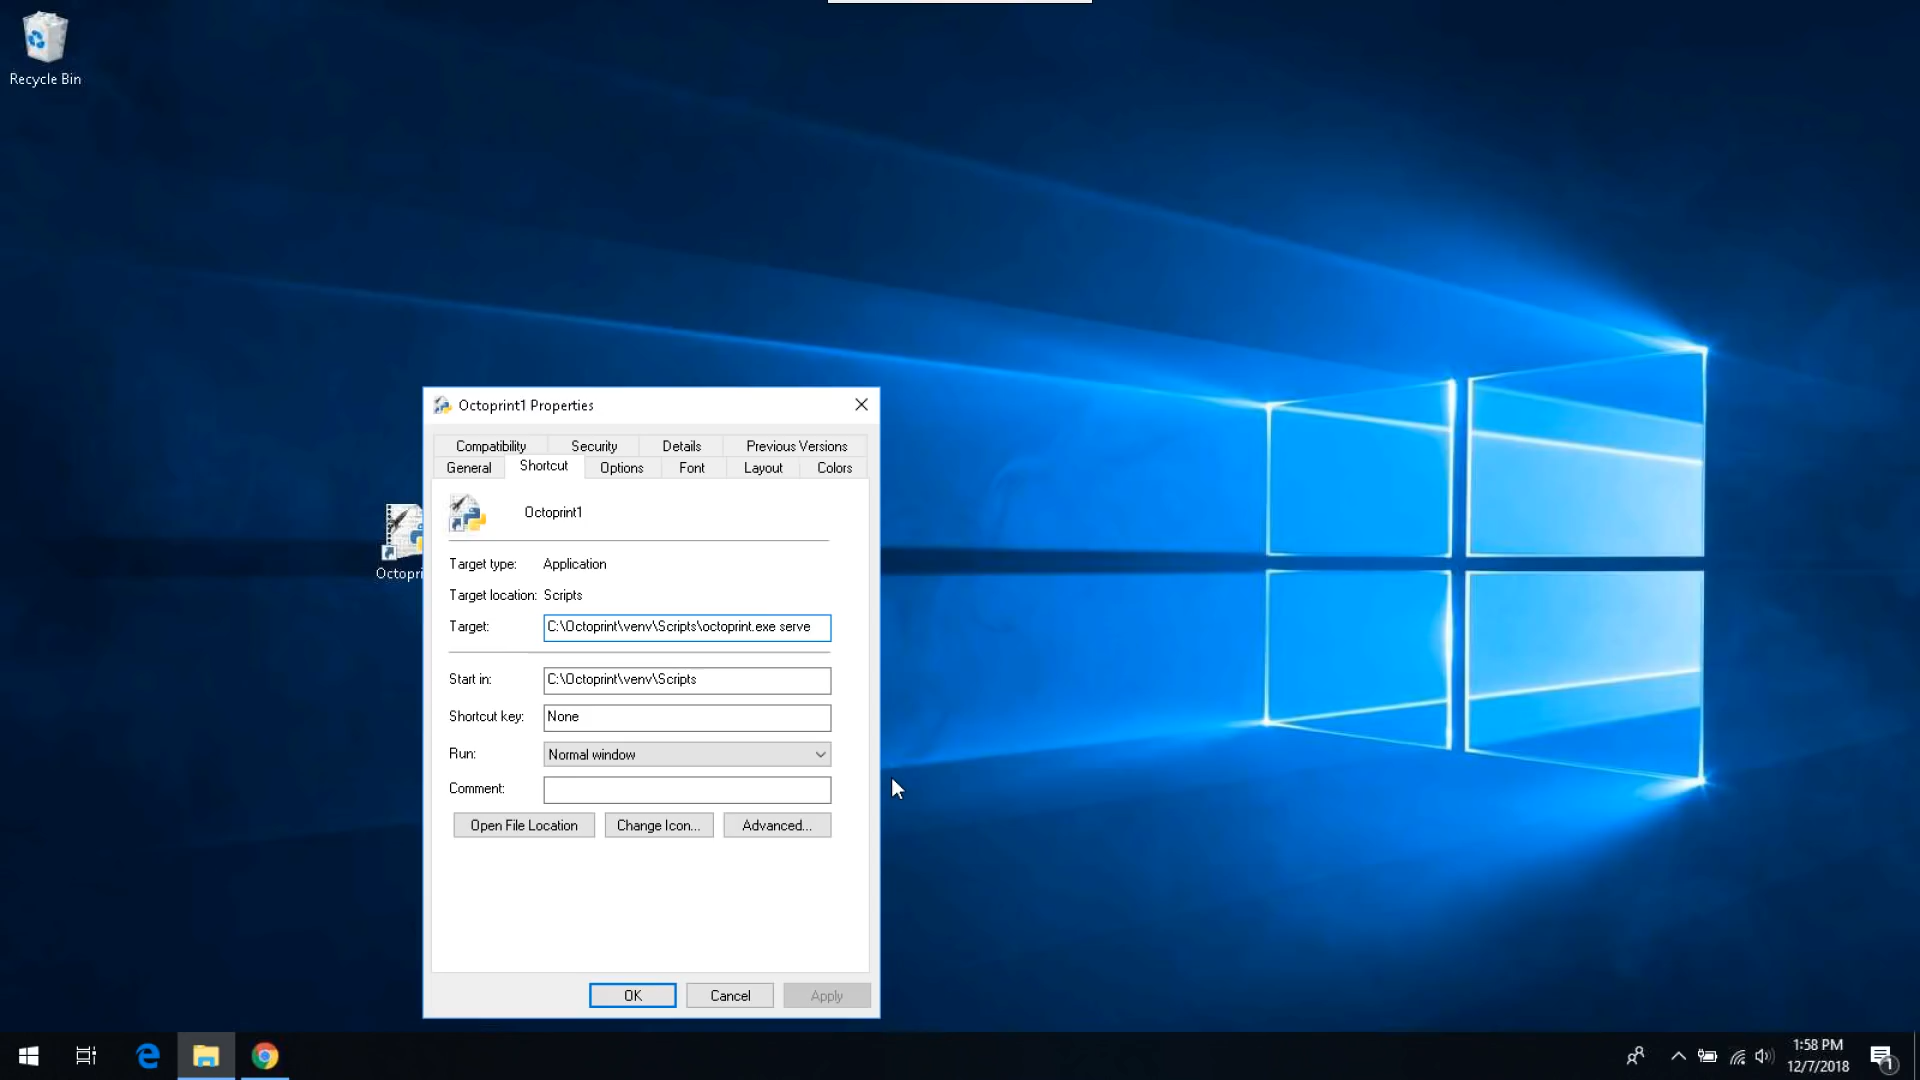 Recycle Bin
Octopri
Octoprint1 Properties
Compatibility Security Details Previous Versions
General Shortcut Options Font Layout Colors
Octoprint1
Target type: Application
Target location: Scripts
Target: C:\Octoprint\venv\Scripts\octoprint.exe serve
Start in: C:\Octoprint\venv\Scripts
Shortcut key: None
Run: Normal window
Comment:
Open File Location Change Icon... Advanced...
OK Cancel Apply
1:58 PM
12/7/2018
1